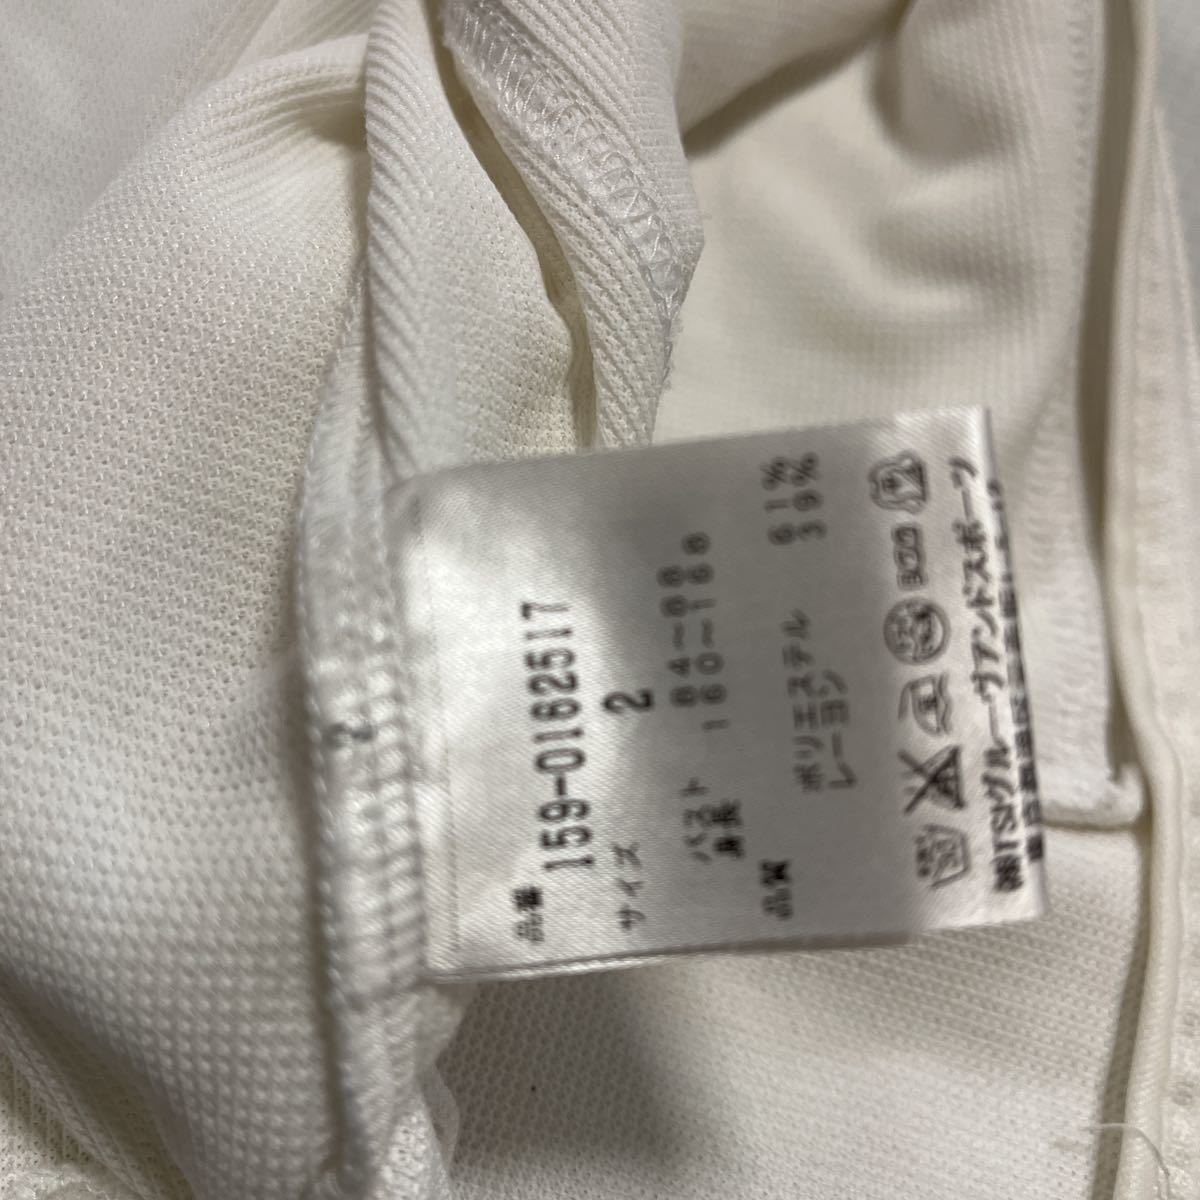 品番 159-0162517
サイズ 2
バスト 84~88
身長 160~168
品質 ポリエステル 61%
レーヨン 39%
(株)TSIグルーヴアンドスポーツ